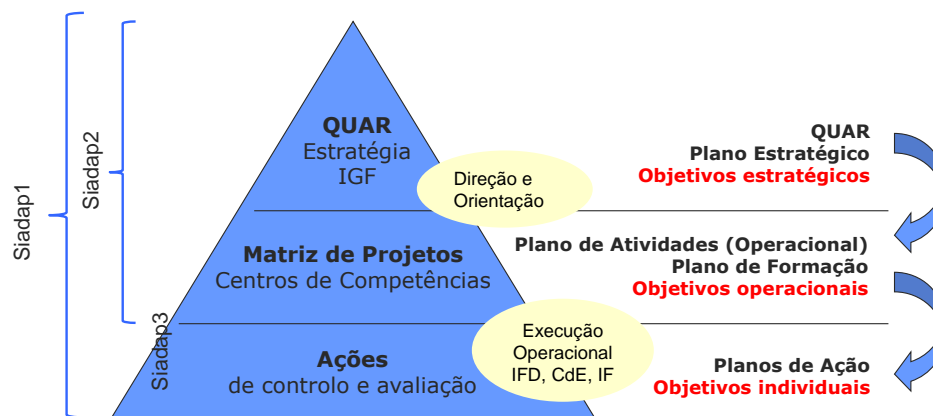 Siadap1
Siadap2
Siadap3
QUAR
Estratégia
IGF
Direção e
Orientação
QUAR
Plano Estratégico
Objetivos estratégicos
Matriz de Projetos
Centros de Competências
Plano de Atividades (Operacional)
Plano de Formação
Objetivos operacionais
Ações
de controlo e avaliação
Execução
Operacional
IFD, CdE, IF
Planos de Ação
Objetivos individuais